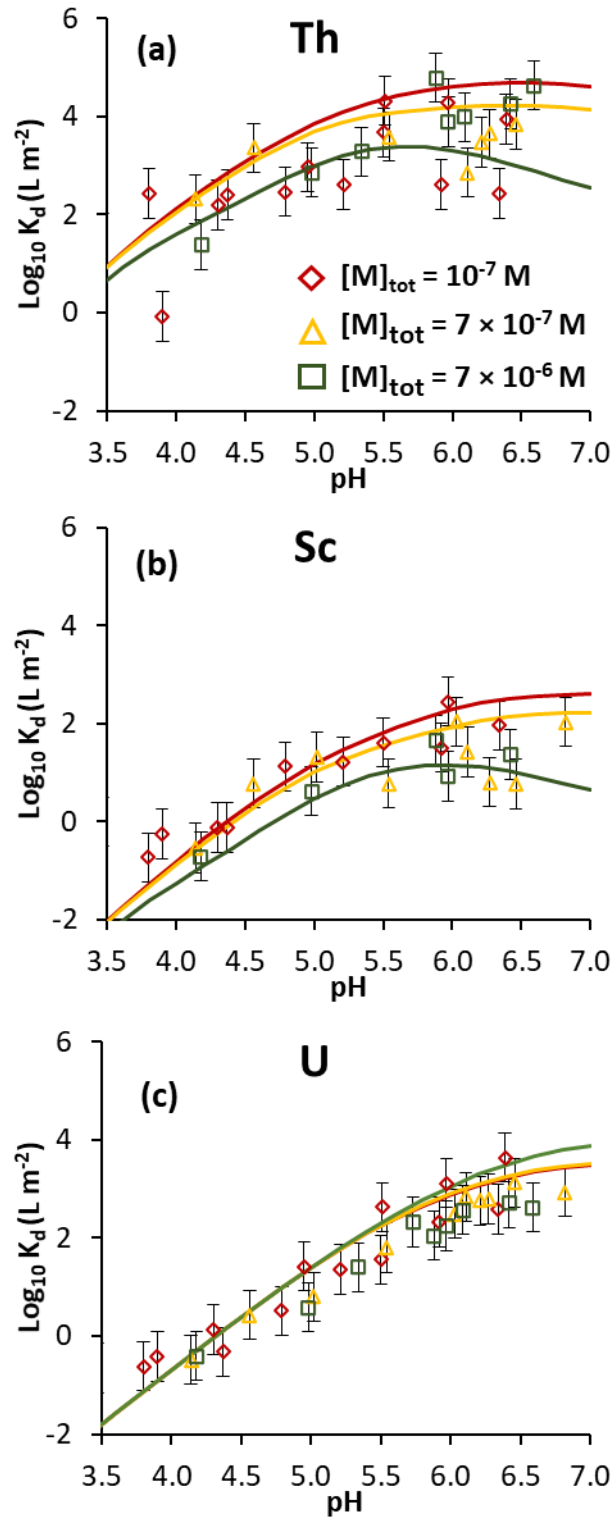 6
(a)
Th
4
2
0
-2
Log₁₀ K_d (L m⁻²)
[M]tot = 10⁻⁷ M
[M]tot = 7 × 10⁻⁷ M
[M]tot = 7 × 10⁻⁶ M
3.5 4.0 4.5 5.0 5.5 6.0 6.5 7.0
pH
6
(b)
Sc
4
2
0
-2
Log₁₀ K_d (L m⁻²)
3.5 4.0 4.5 5.0 5.5 6.0 6.5 7.0
pH
6
(c)
U
4
2
0
-2
Log₁₀ K_d (L m⁻²)
3.5 4.0 4.5 5.0 5.5 6.0 6.5 7.0
pH